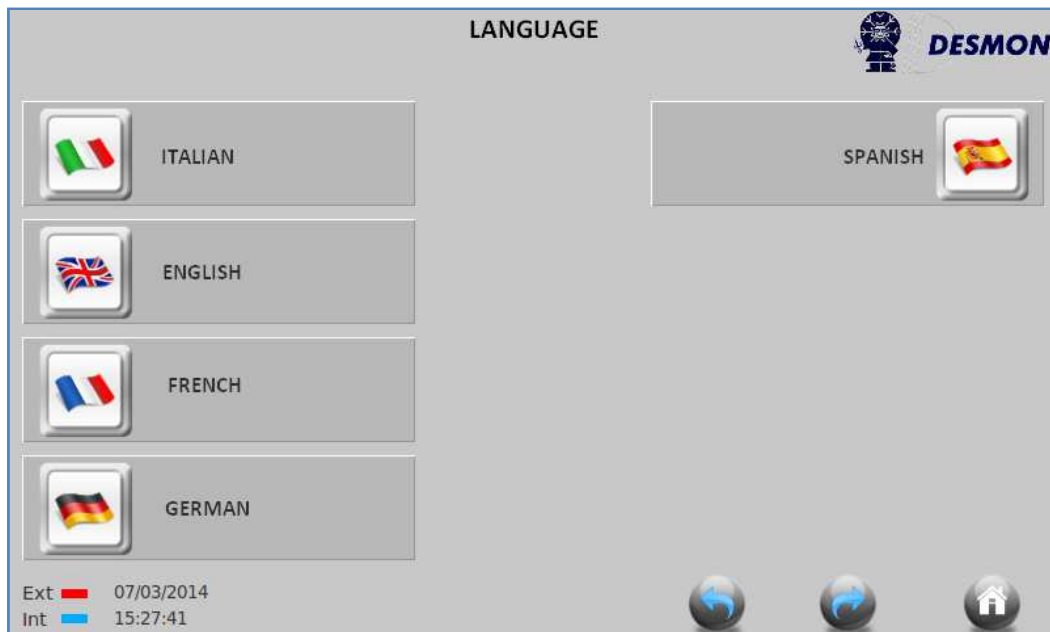 LANGUAGE
DESMON
ITALIAN
SPANISH
ENGLISH
FRENCH
GERMAN
Ext 07/03/2014
Int 15:27:41